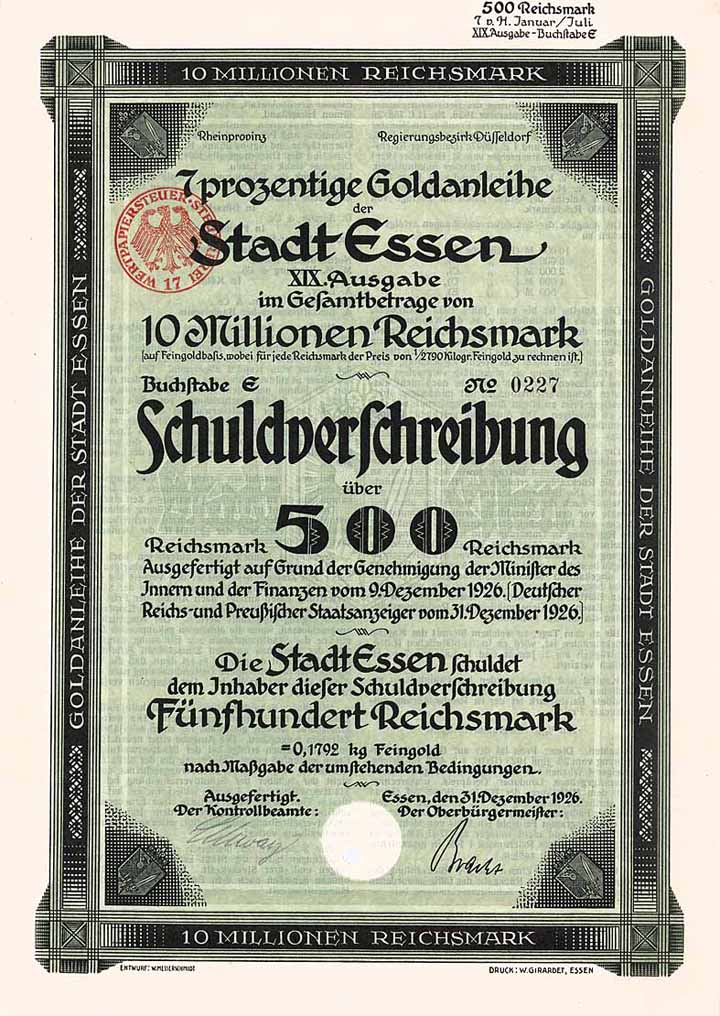 500 Reichsmark
7 v. H. Januar/Juli
XIX. Ausgabe - Buchstabe E
10 MILLIONEN REICHSMARK
Rheinprovinz Regierungsbezirk Düsseldorf
7 prozentige Goldanleihe
der
Stadt Essen
WERTPAPIERSTEUER-STELLE
17
XIX. Ausgabe
im Gesamtbetrage von
10 Millionen Reichsmark
(auf Feingoldbasis, wobei für jede Reichsmark der Preis von 1/2790 Kilogr. Feingold zu rechnen ist.)
Buchstabe E No 0227
Schuldverschreibung
über
Reichsmark 500 Reichsmark
Ausgefertigt auf Grund der Genehmigung der Minister des
Innern und der Finanzen vom 9. Dezember 1926. (Deutscher
Reichs- und Preußischer Staatsanzeiger vom 31. Dezember 1926.)
Die Stadt Essen schuldet
dem Inhaber dieser Schuldverschreibung
Fünfhundert Reichsmark
= 0,1792 kg Feingold
nach Maßgabe der umstehenden Bedingungen.
Ausgefertigt. Essen, den 31. Dezember 1926.
Der Kontrollbeamte: Der Oberbürgermeister:
Bracht
GOLDANLEIHE DER STADT ESSEN
GOLDANLEIHE DER STADT ESSEN
10 MILLIONEN REICHSMARK
ENTWURF: W. MESSERSCHMIDT DRUCK: W. GIRARDET, ESSEN